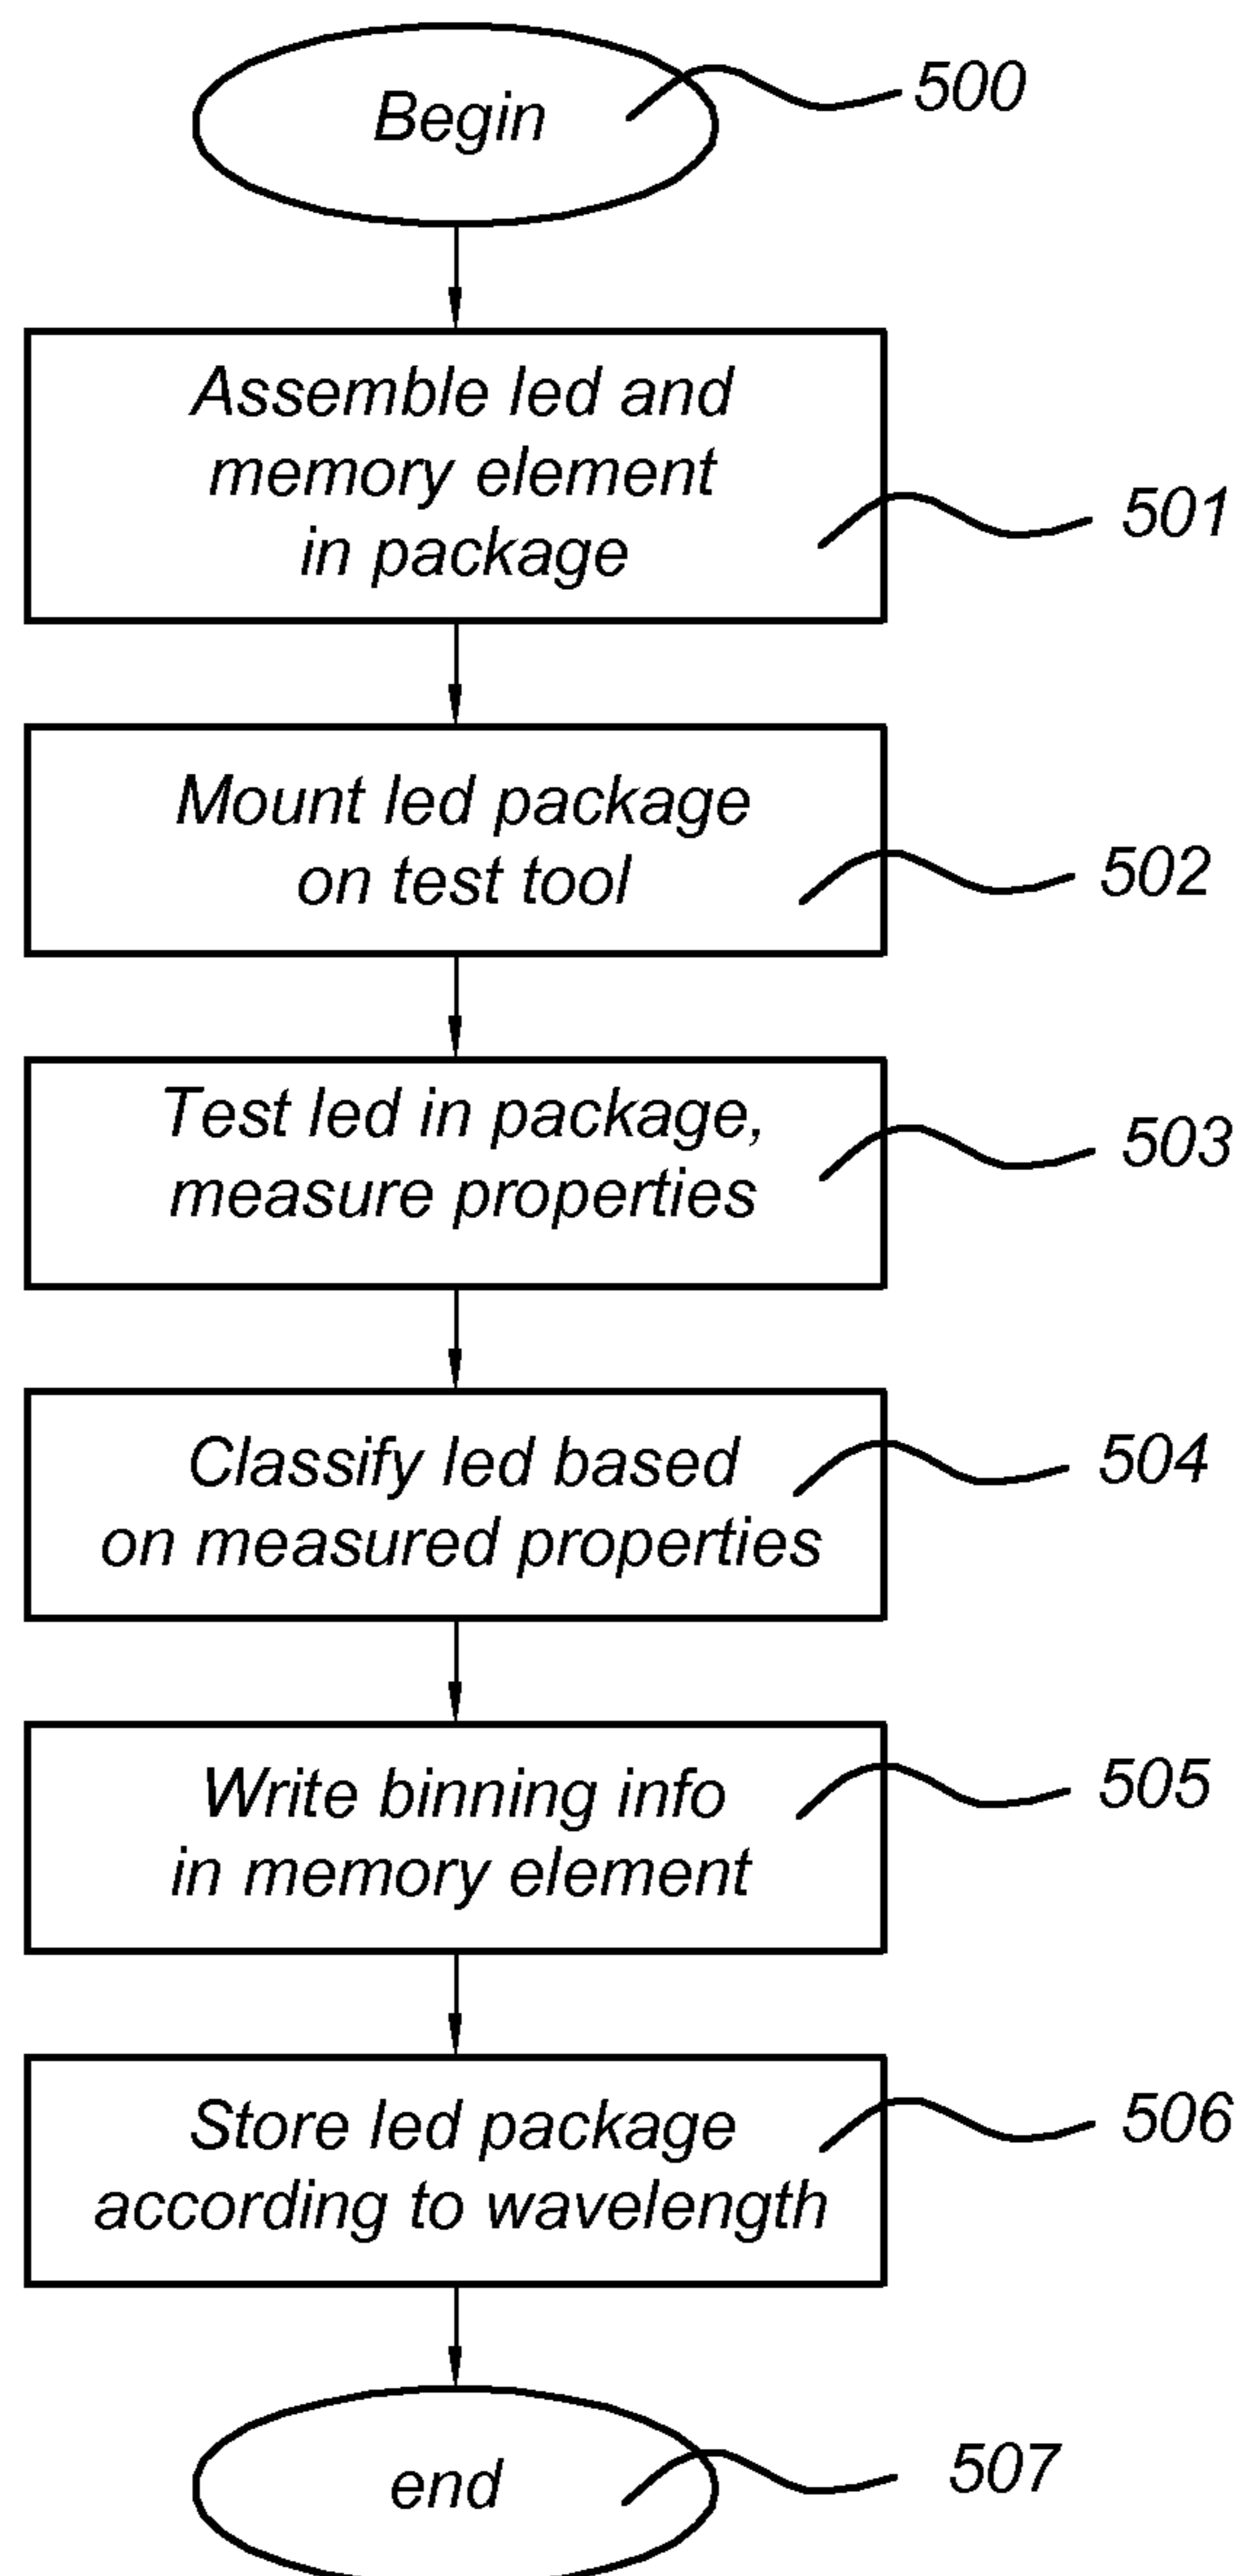 Begin
500
Assemble led and
memory element
in package
501
Mount led package
on test tool
502
Test led in package,
measure properties
503
Classify led based
on measured properties
504
Write binning info
in memory element
505
Store led package
according to wavelength
506
end
507